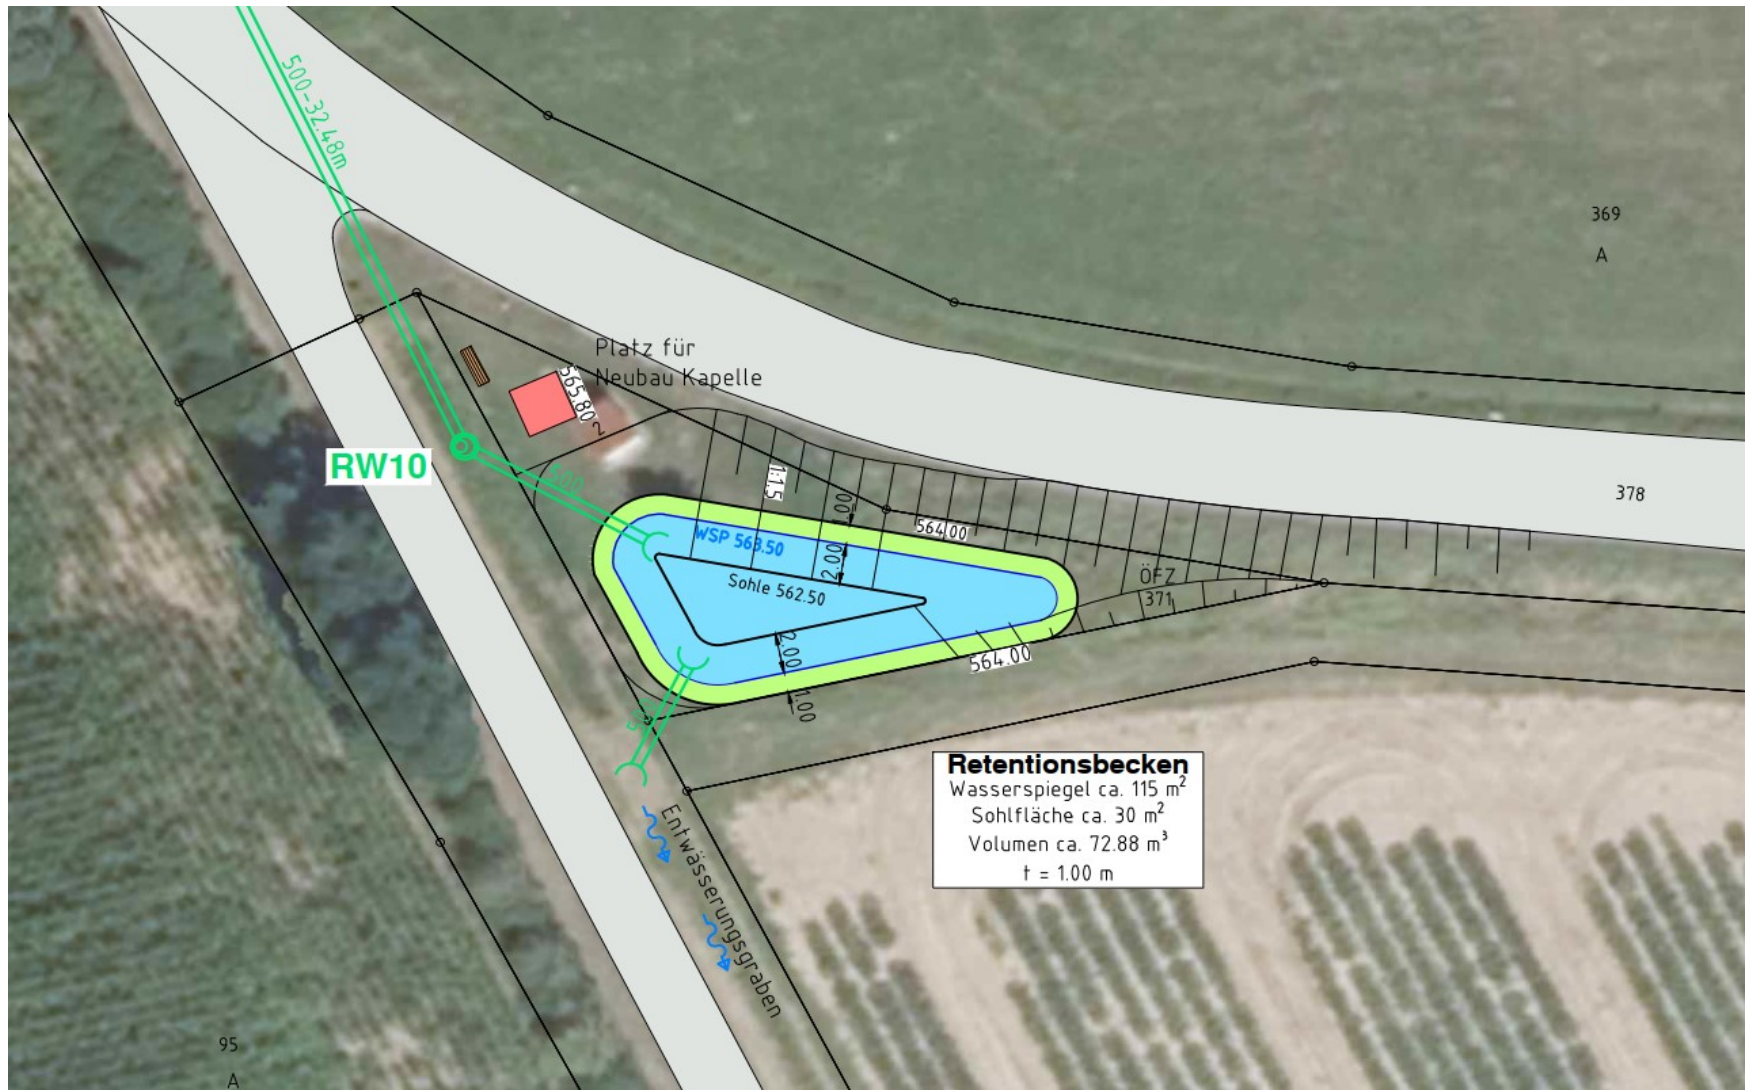 500-32.48m
369
A
Platz für
Neubau Kapelle
565.80
2
RW10
500
1:1.5
1.00
378
564.00
WSP 563.50
2.00
Sohle 562.50
ÖFZ
371
2.00
564.00
1.00
Retentionsbecken
Wasserspiegel ca. 115 m²
Sohlfläche ca. 30 m²
Volumen ca. 72.88 m³
t = 1.00 m
Entwässerungsgraben
95
A